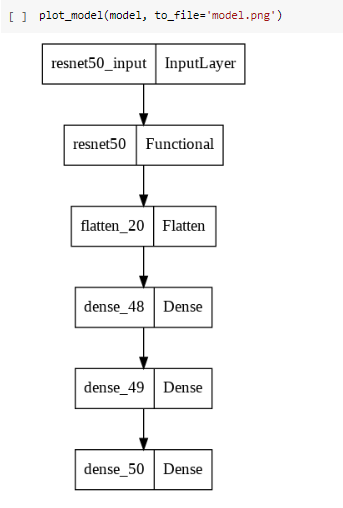 [ ] plot_model(model, to_file='model.png')
resnet50_input InputLayer
resnet50 Functional
flatten_20 Flatten
dense_48 Dense
dense_49 Dense
dense_50 Dense